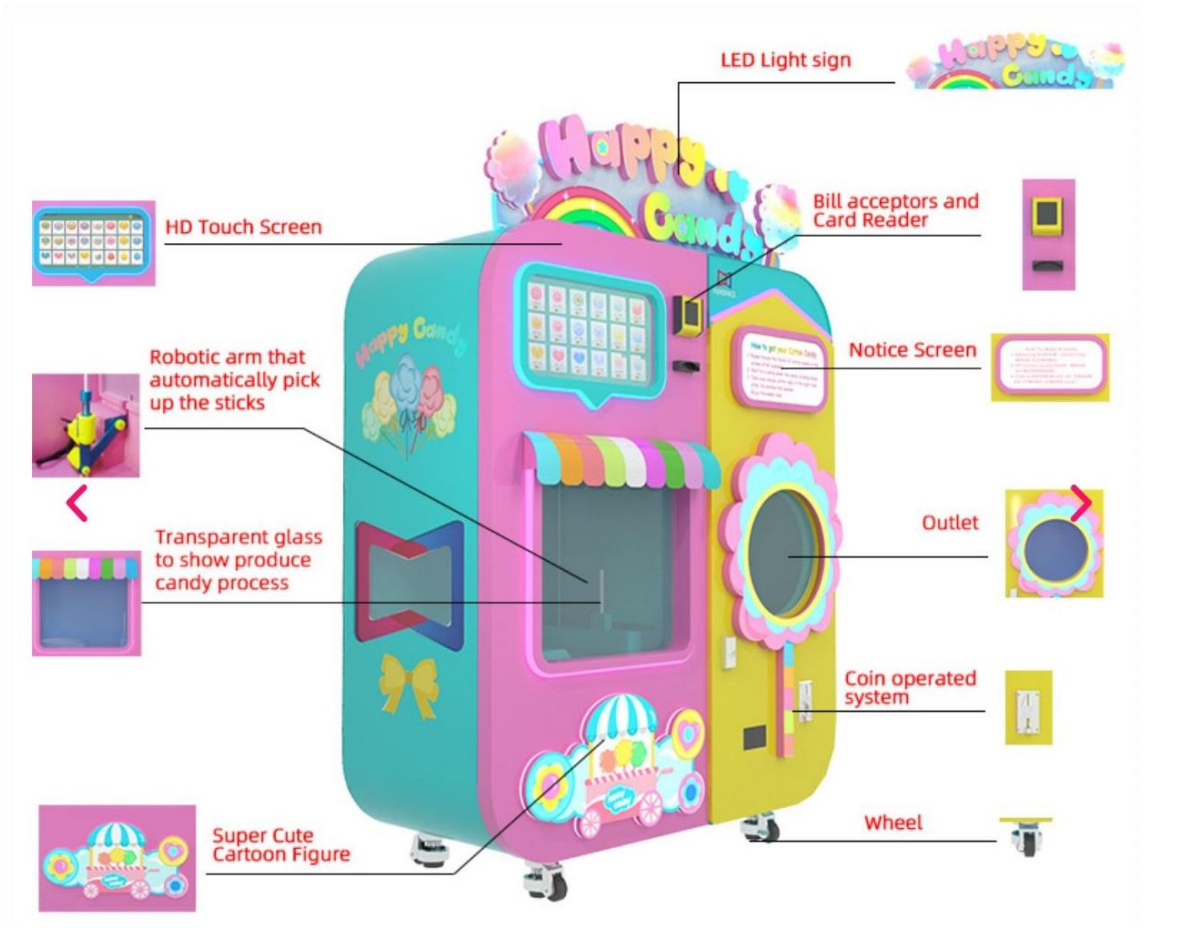 LED Light sign
Happy
Candy
Happy
Candy
Bill acceptors and
Card Reader
HD Touch Screen
Happy Candy
How to get your Cotton Candy
Notice Screen
Robotic arm that
automatically pick
up the sticks
Outlet
Transparent glass
to show produce
candy process
Coin operated
system
Wheel
Super Cute
Cartoon Figure